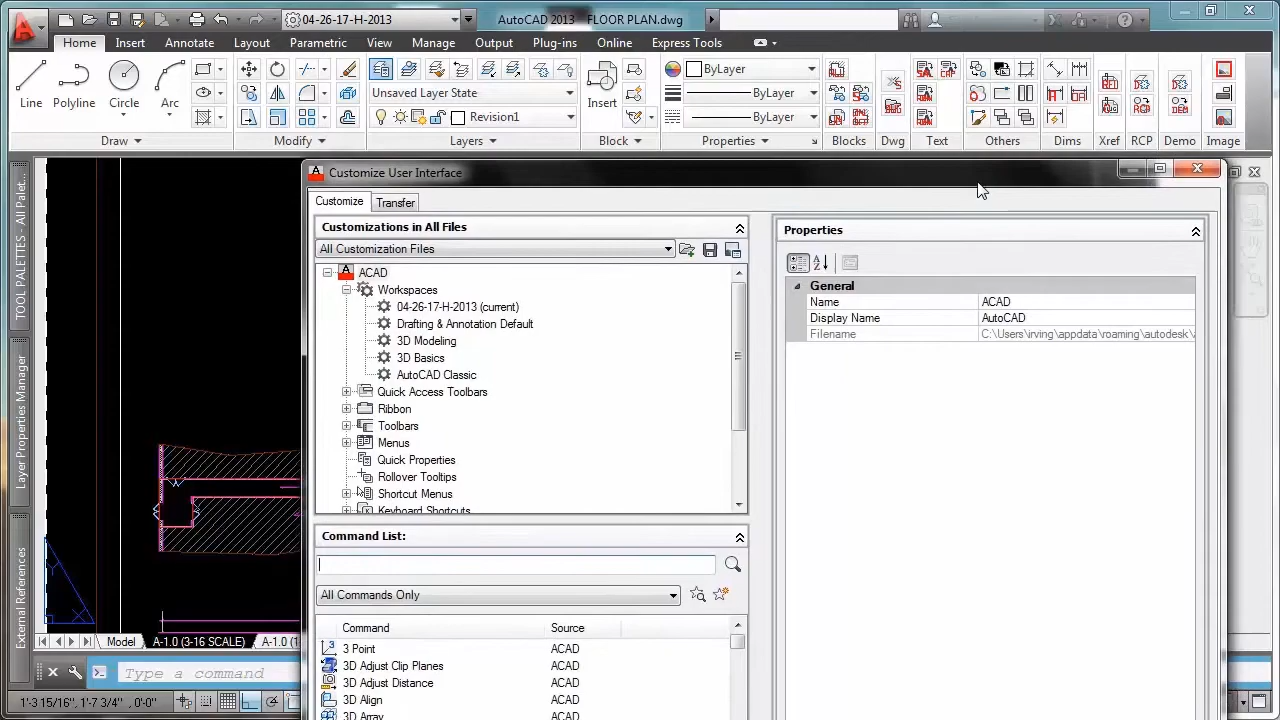 04-26-17-H-2013
AutoCAD 2013 FLOOR PLAN.dwg
Home Insert Annotate Layout Parametric View Manage Output Plug-ins Online Express Tools
Line Polyline Circle Arc
Unsaved Layer State
Revision1
Insert
ByLayer
ByLayer
ByLayer
Draw Modify Layers Block Properties Blocks Dwg Text Others Dims Xref RCP Demo Image
TOOL PALETTES - All Palet...
Layer Properties Manager
External References
Customize User Interface
Customize Transfer
Customizations in All Files
All Customization Files
ACAD
Workspaces
04-26-17-H-2013 (current)
Drafting & Annotation Default
3D Modeling
3D Basics
AutoCAD Classic
Quick Access Toolbars
Ribbon
Toolbars
Menus
Quick Properties
Rollover Tooltips
Shortcut Menus
Keyboard Shortcuts
Command List:
All Commands Only
Command Source
3 Point ACAD
3D Adjust Clip Planes ACAD
3D Adjust Distance ACAD
3D Align ACAD
3D Array ACAD
Properties
General
Name ACAD
Display Name AutoCAD
Filename C:\Users\irving\appdata\roaming\autodesk\
Model A-1.0 (3-16 SCALE) A-1.0 (1
Type a command
1'-3 15/16", 1'-7 3/4", 0'-0"